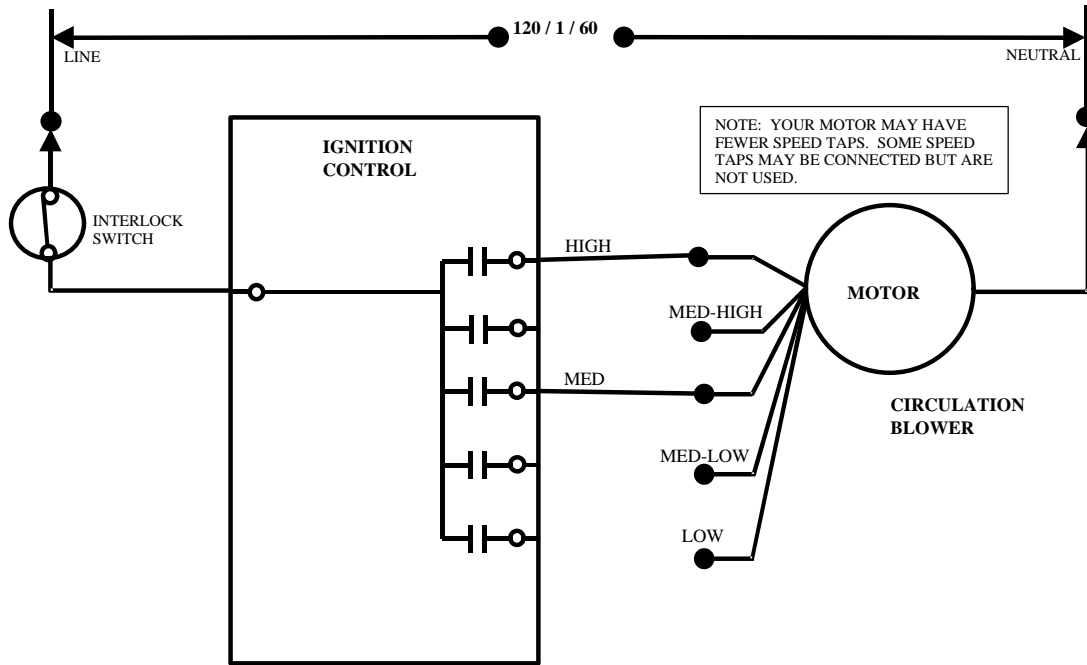 120 / 1 / 60
LINE
NEUTRAL
IGNITION
CONTROL
NOTE: YOUR MOTOR MAY HAVE
FEWER SPEED TAPS. SOME SPEED
TAPS MAY BE CONNECTED BUT ARE
NOT USED.
INTERLOCK
SWITCH
HIGH
MED-HIGH
MOTOR
MED
CIRCULATION
BLOWER
MED-LOW
LOW